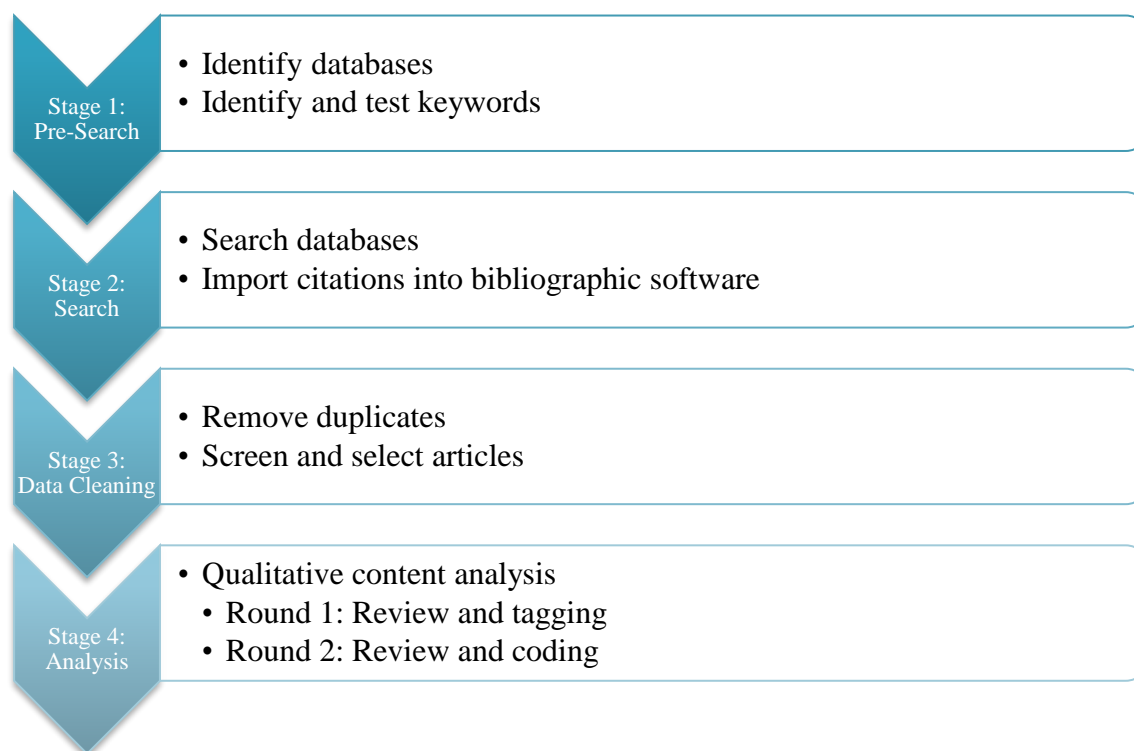 Stage 1:
Pre-Search
• Identify databases
• Identify and test keywords
Stage 2:
Search
• Search databases
• Import citations into bibliographic software
Stage 3:
Data Cleaning
• Remove duplicates
• Screen and select articles
Stage 4:
Analysis
• Qualitative content analysis
• Round 1: Review and tagging
• Round 2: Review and coding